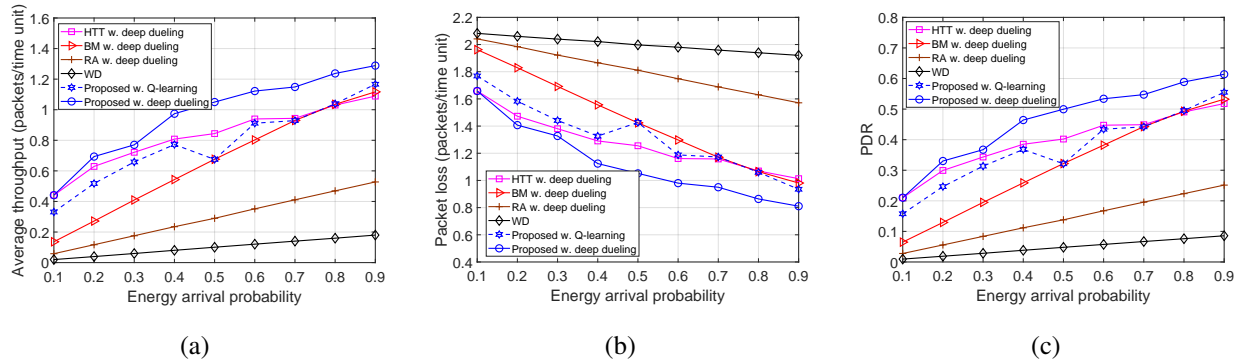 Average throughput (packets/time unit)
1.6
1.4
1.2
1
0.8
0.6
0.4
0.2
0
HTT w. deep dueling
BM w. deep dueling
RA w. deep dueling
WD
Proposed w. Q-learning
Proposed w. deep dueling
0.1 0.2 0.3 0.4 0.5 0.6 0.7 0.8 0.9
Energy arrival probability
(a)
Packet loss (packets/time unit)
2.2
2
1.8
1.6
1.4
1.2
1
0.8
0.6
0.4
HTT w. deep dueling
BM w. deep dueling
RA w. deep dueling
WD
Proposed w. Q-learning
Proposed w. deep dueling
0.1 0.2 0.3 0.4 0.5 0.6 0.7 0.8 0.9
Energy arrival probability
(b)
PDR
0.8
0.7
0.6
0.5
0.4
0.3
0.2
0.1
0
HTT w. deep dueling
BM w. deep dueling
RA w. deep dueling
WD
Proposed w. Q-learning
Proposed w. deep dueling
0.1 0.2 0.3 0.4 0.5 0.6 0.7 0.8 0.9
Energy arrival probability
(c)